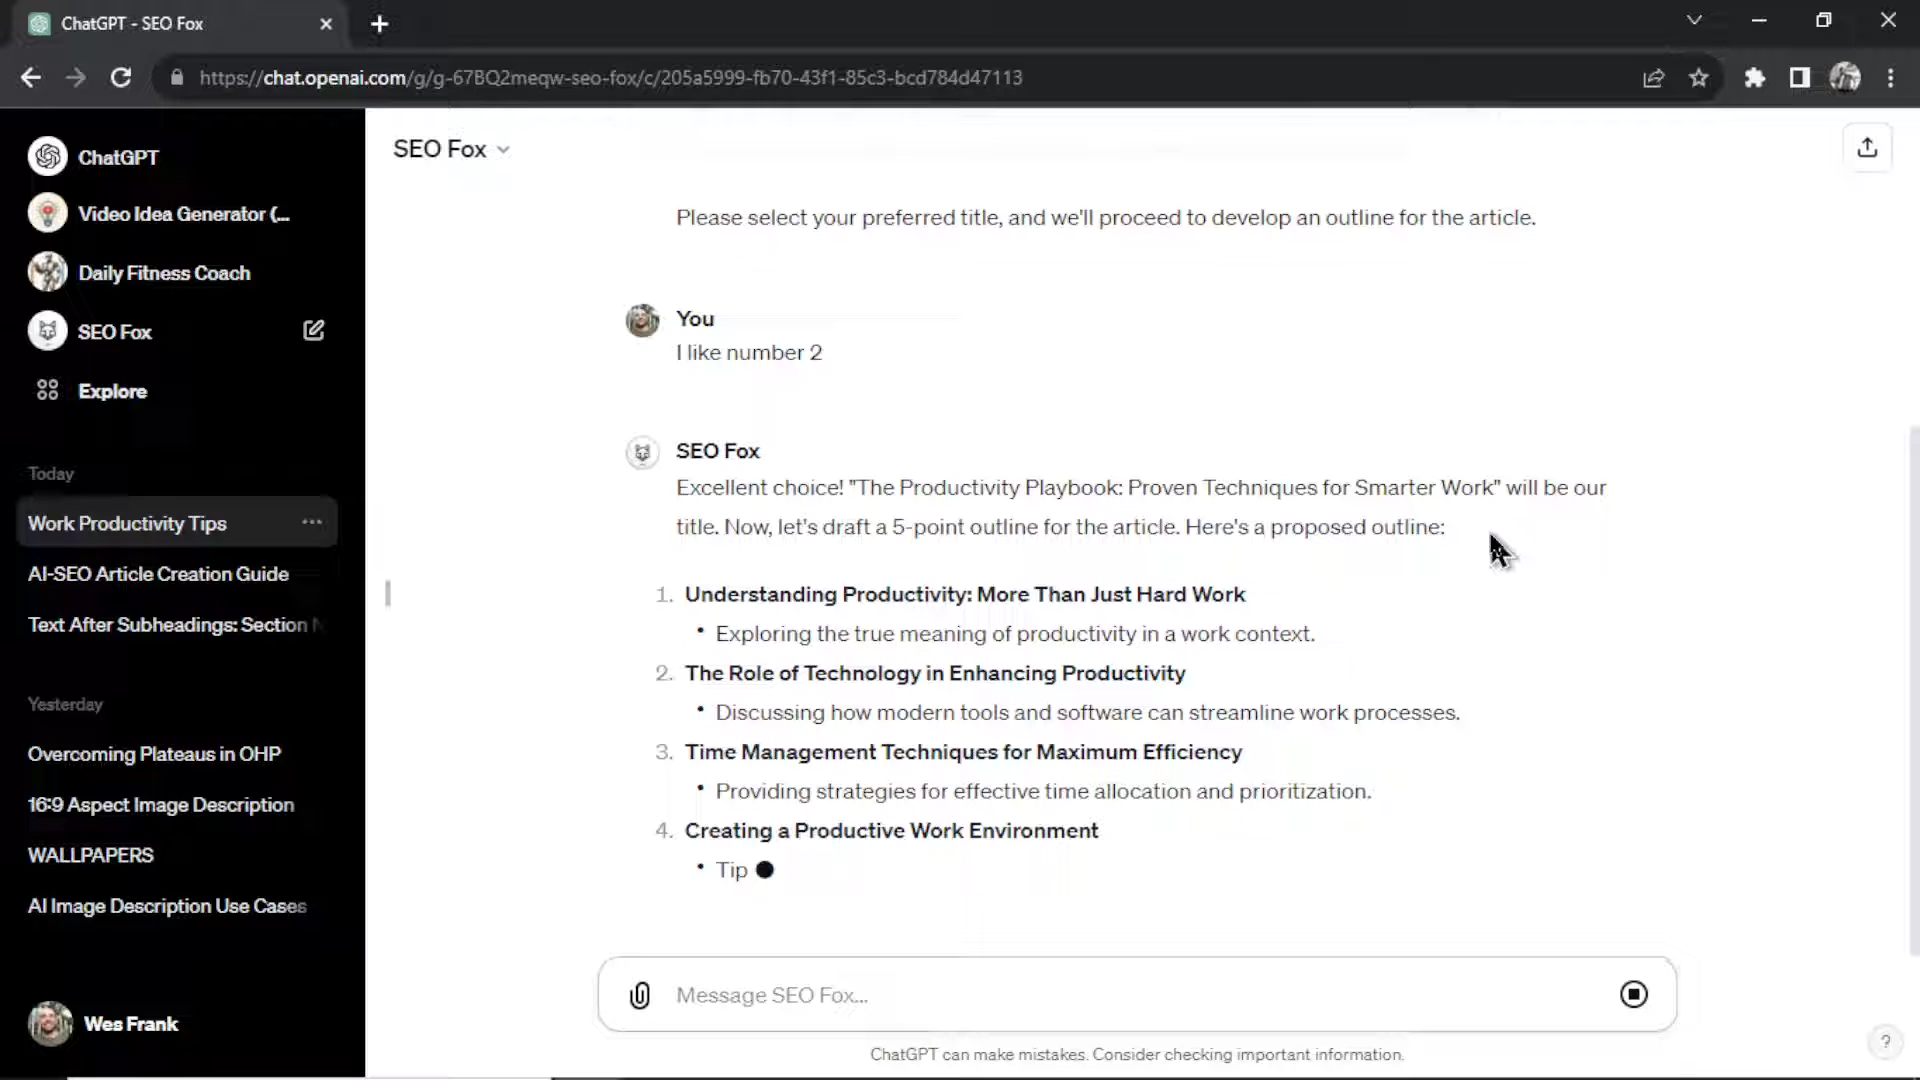 ChatGPT - SEO Fox
https://chat.openai.com/g/g-67BQ2meqw-seo-fox/c/205a5999-fb70-43f1-85c3-bcd784d47113
ChatGPT
Video Idea Generator (...
Daily Fitness Coach
SEO Fox
Explore
Today
Work Productivity Tips
AI-SEO Article Creation Guide
Text After Subheadings: Section N
Yesterday
Overcoming Plateaus in OHP
16:9 Aspect Image Description
WALLPAPERS
AI Image Description Use Cases
Wes Frank
SEO Fox
Please select your preferred title, and we'll proceed to develop an outline for the article.
You
I like number 2
SEO Fox
Excellent choice! "The Productivity Playbook: Proven Techniques for Smarter Work" will be our
title. Now, let's draft a 5-point outline for the article. Here's a proposed outline:
1. Understanding Productivity: More Than Just Hard Work
• Exploring the true meaning of productivity in a work context.
2. The Role of Technology in Enhancing Productivity
• Discussing how modern tools and software can streamline work processes.
3. Time Management Techniques for Maximum Efficiency
• Providing strategies for effective time allocation and prioritization.
4. Creating a Productive Work Environment
• Tip
Message SEO Fox...
ChatGPT can make mistakes. Consider checking important information.
?